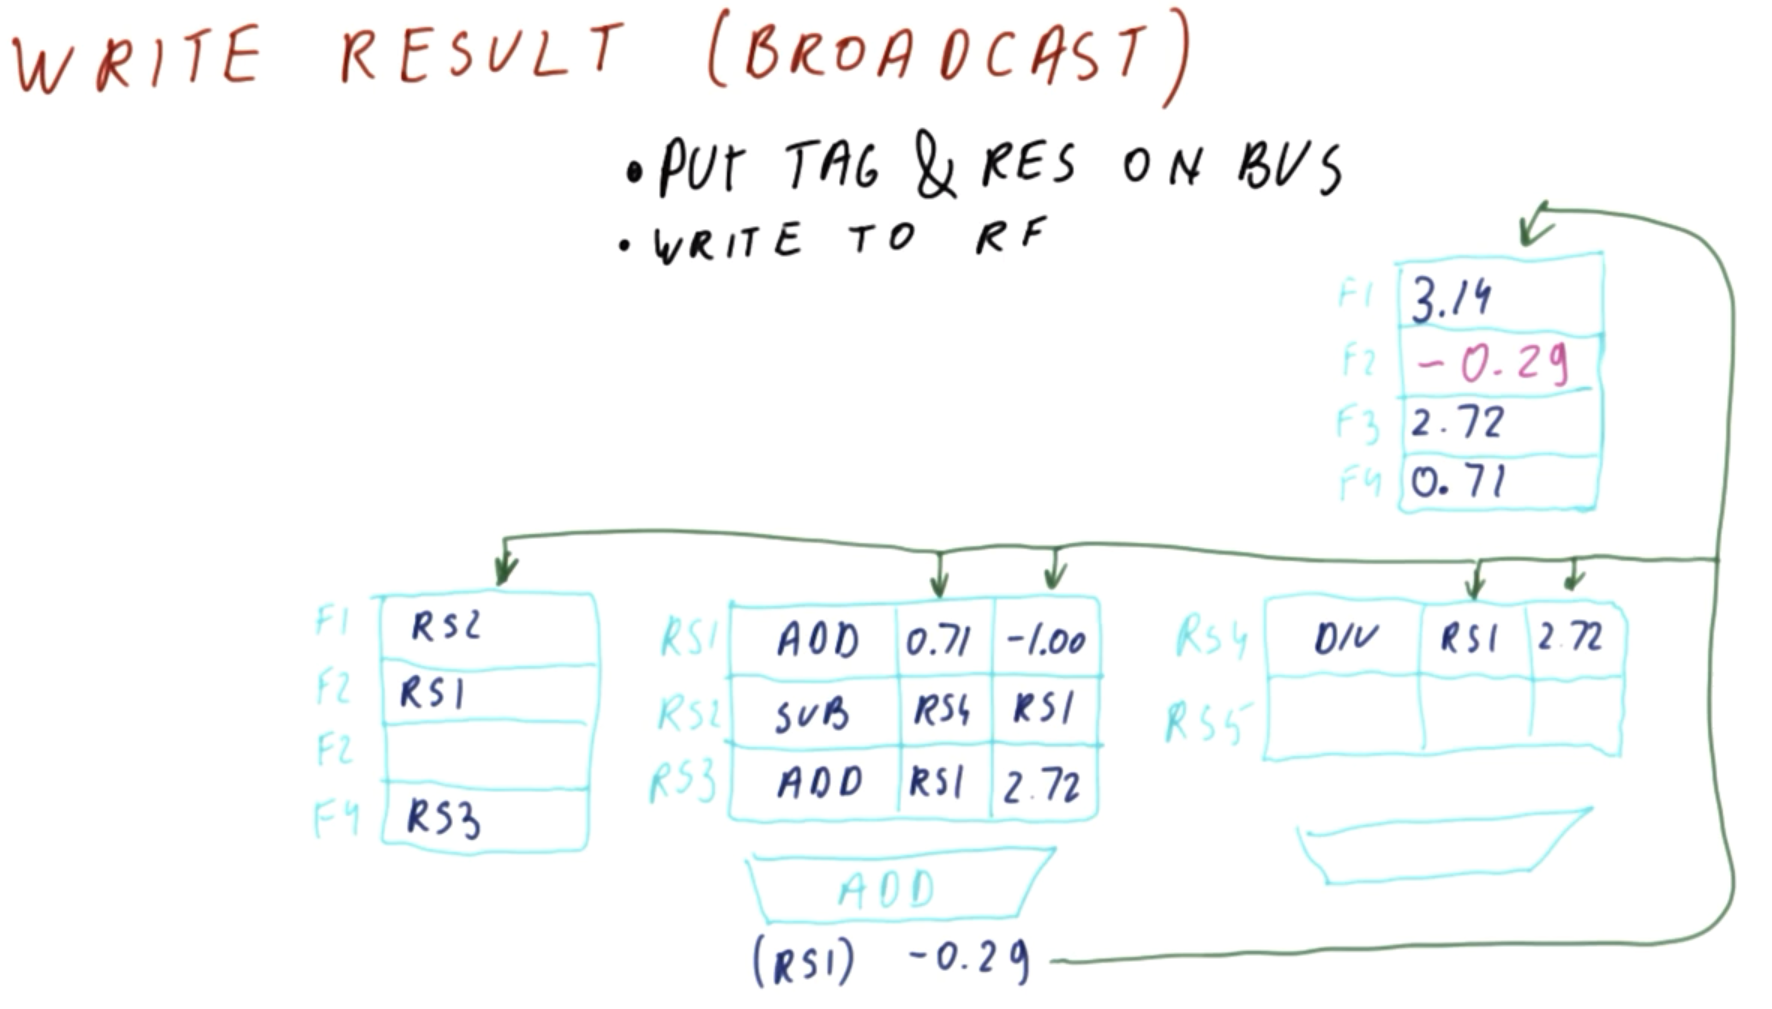 WRITE RESULT (BROADCAST)
• PUT TAG & RES ON BUS
• WRITE TO RF
F1 3.14
F2 -0.29
F3 2.72
F4 0.71
F1 RS2
F2 RS1
F2
F4 RS3
RS1 ADD 0.71 -1.00
RS2 SUB RS4 RS1
RS3 ADD RS1 2.72
ADD
(RS1) -0.29
RS4 DIV RS1 2.72
RS5